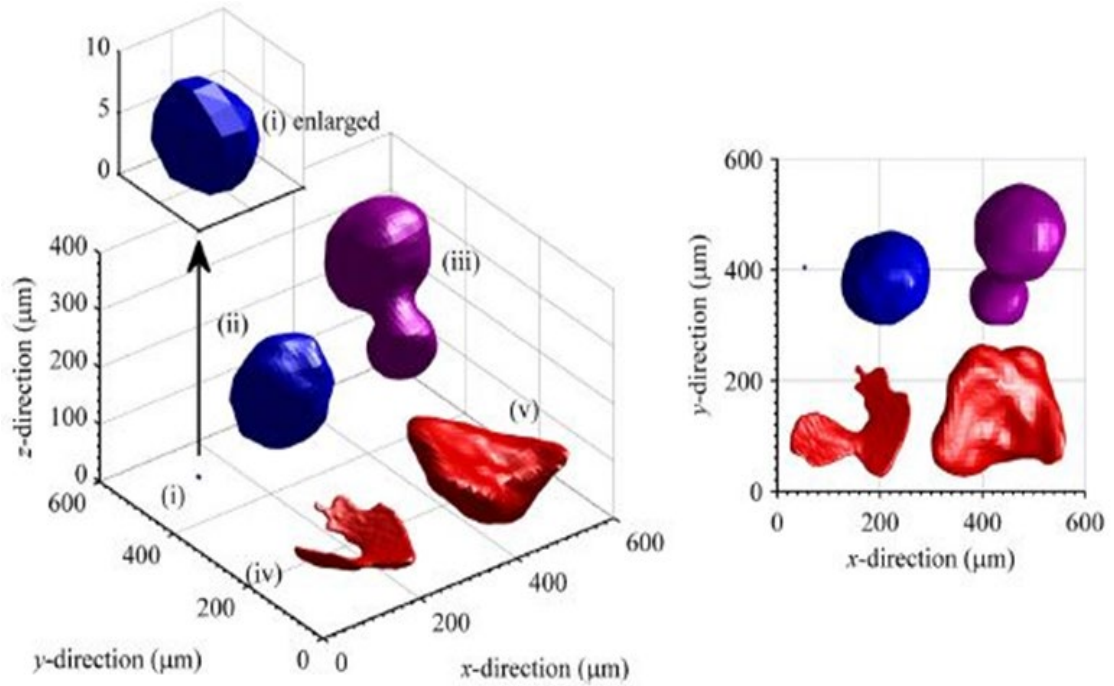 10
5
0
(i) enlarged
400
300
200
100
0
z-direction (µm)
(iii)
(ii)
(v)
(i)
(iv)
600
400
200
0
y-direction (µm)
0
200
400
600
x-direction (µm)
600
400
200
0
y-direction (µm)
0
200
400
600
x-direction (µm)